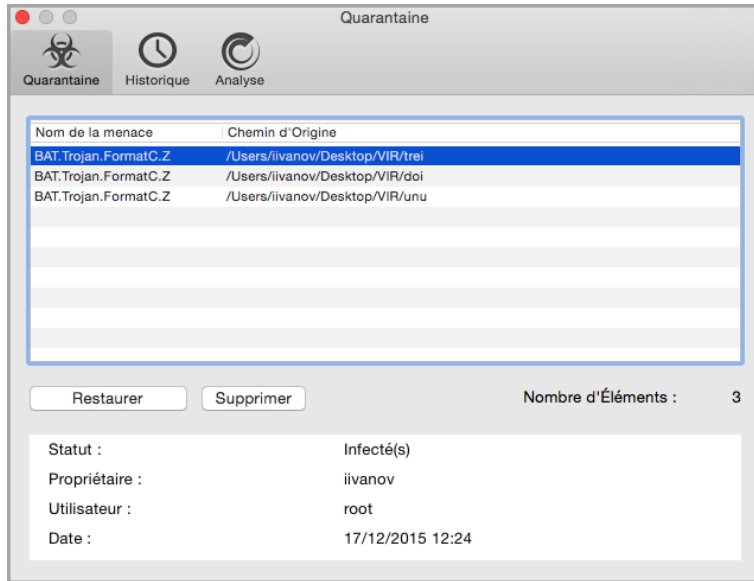 Quarantaine
Quarantaine Historique Analyse
Nom de la menace Chemin d'Origine
BAT.Trojan.FormatC.Z /Users/iivanov/Desktop/VIR/trei
BAT.Trojan.FormatC.Z /Users/iivanov/Desktop/VIR/doi
BAT.Trojan.FormatC.Z /Users/iivanov/Desktop/VIR/unu
Restaurer Supprimer Nombre d'Éléments : 3
Statut : Infecté(s)
Propriétaire : iivanov
Utilisateur : root
Date : 17/12/2015 12:24